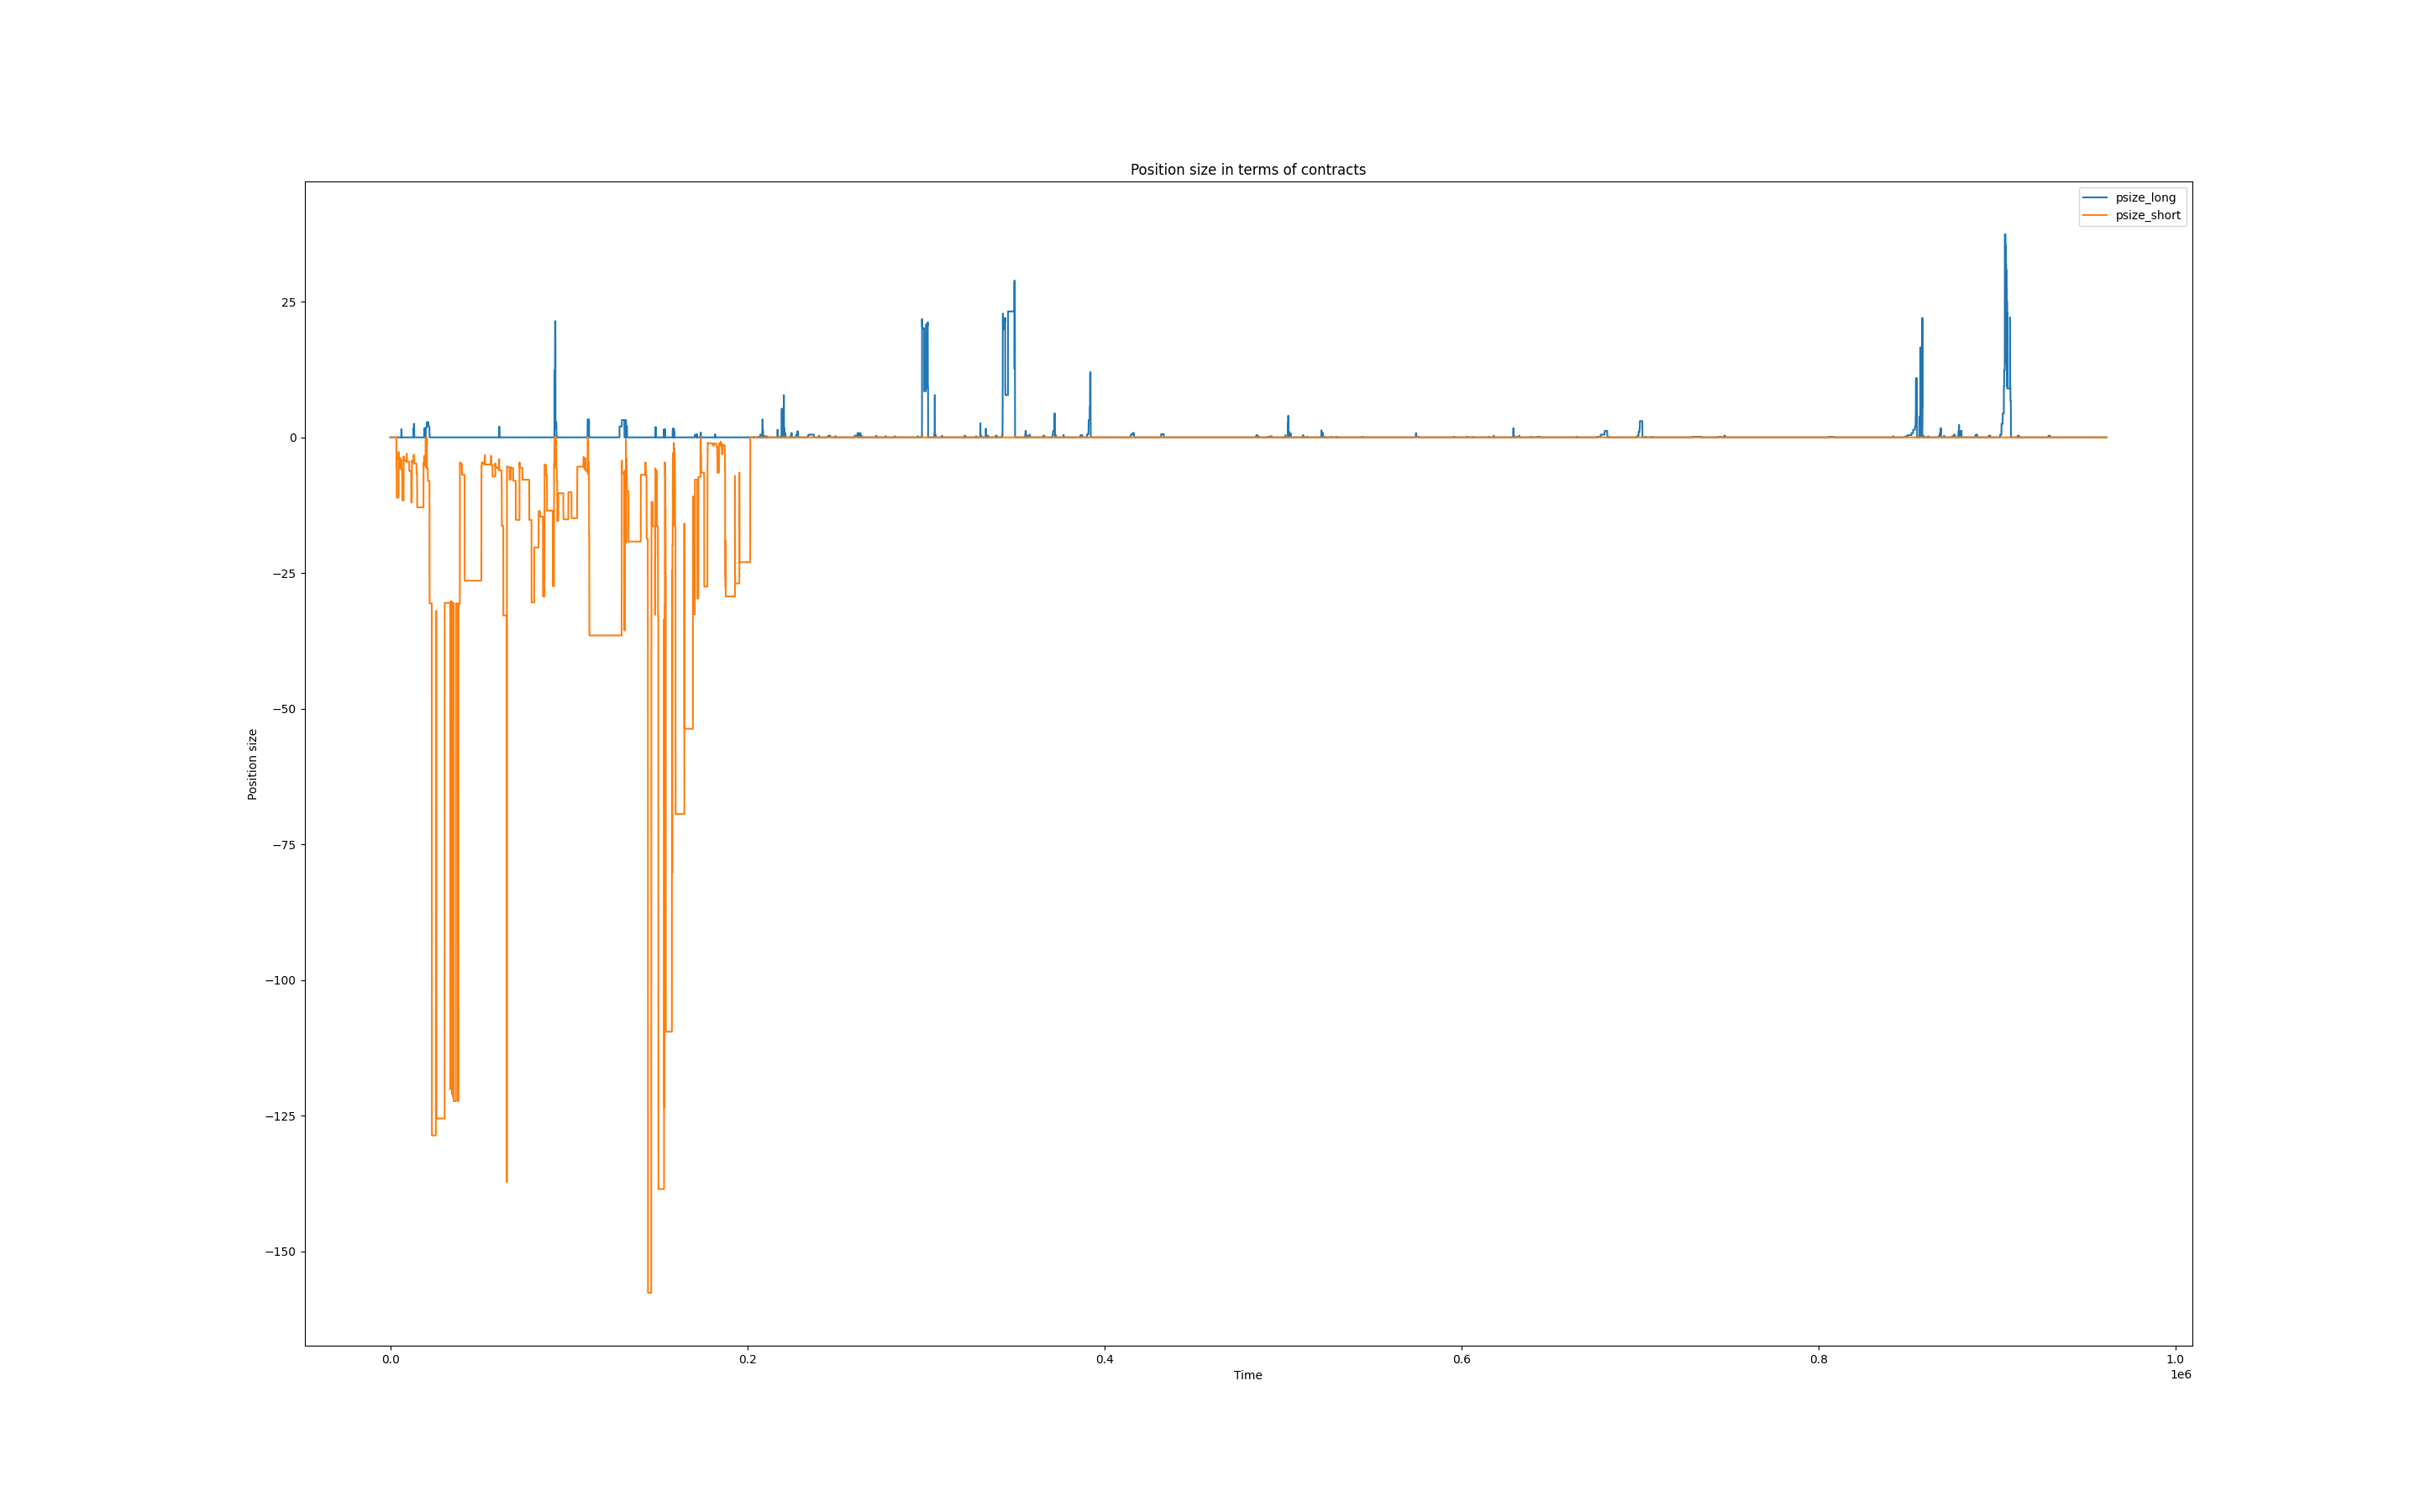 Position size in terms of contracts
psize_long
psize_short
25
0
−25
−50
−75
−100
−125
−150
Position size
0.0
0.2
0.4
0.6
0.8
1.0
1e6
Time